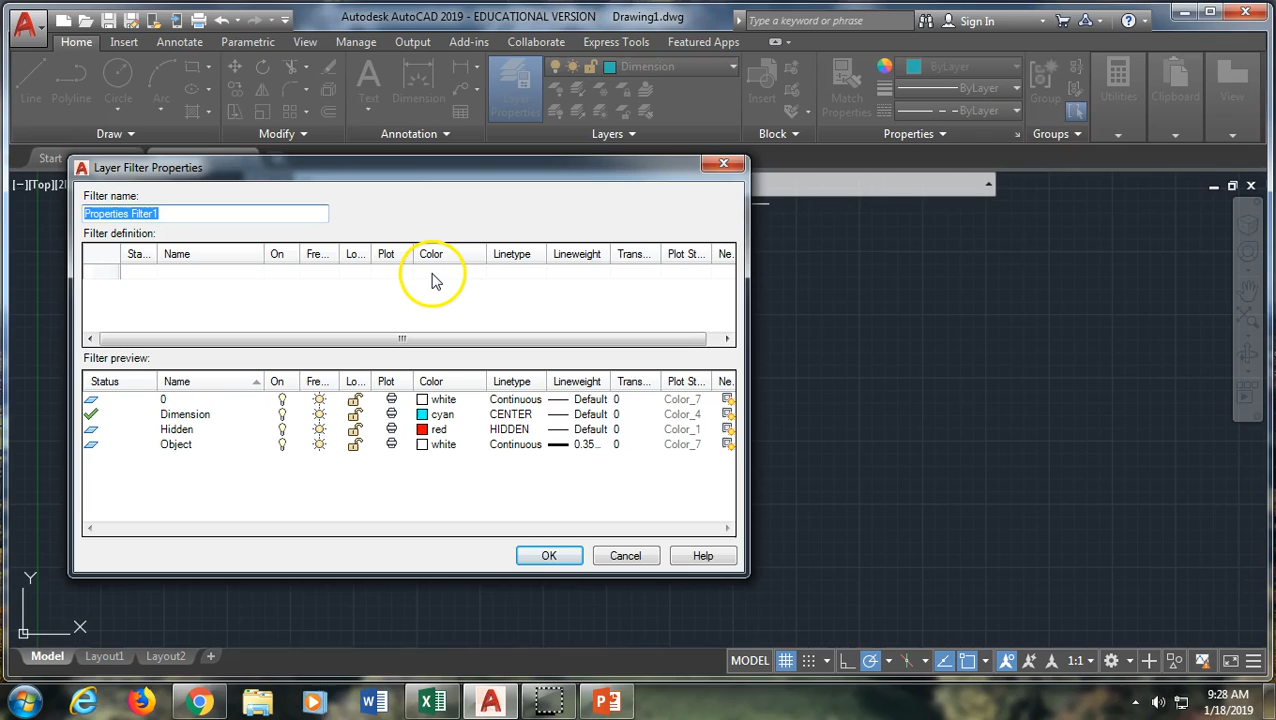 Autodesk AutoCAD 2019 - EDUCATIONAL VERSION Drawing1.dwg
Type a keyword or phrase
Sign In
Home Insert Annotate Parametric View Manage Output Add-ins Collaborate Express Tools Featured Apps
Line Polyline Circle Arc
Text Dimension
Layer Properties
Dimension
Insert
Match Properties
ByLayer
ByLayer
ByLayer
Group
Utilities Clipboard View
Draw Modify Annotation Layers Block Properties Groups
Start
[−][Top][2
Layer Filter Properties
Filter name:
Properties Filter1
Filter definition:
Sta... Name On Fre... Lo... Plot Color Linetype Lineweight Trans... Plot St... Ne
Filter preview:
Status Name On Fre... Lo... Plot Color Linetype Lineweight Trans... Plot St... Ne.
0 white Continuous Default 0 Color_7
Dimension cyan CENTER Default 0 Color_4
Hidden red HIDDEN Default 0 Color_1
Object white Continuous 0.35... 0 Color_7
OK Cancel Help
Y
X
Model Layout1 Layout2 +
MODEL 1:1
9:28 AM
1/18/2019